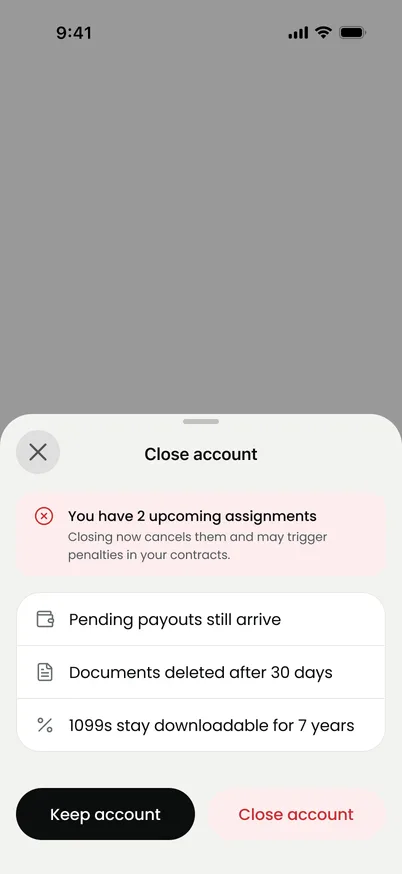 9:41
Close account
You have 2 upcoming assignments
Closing now cancels them and may trigger
penalties in your contracts.
Pending payouts still arrive
Documents deleted after 30 days
1099s stay downloadable for 7 years
Keep account
Close account